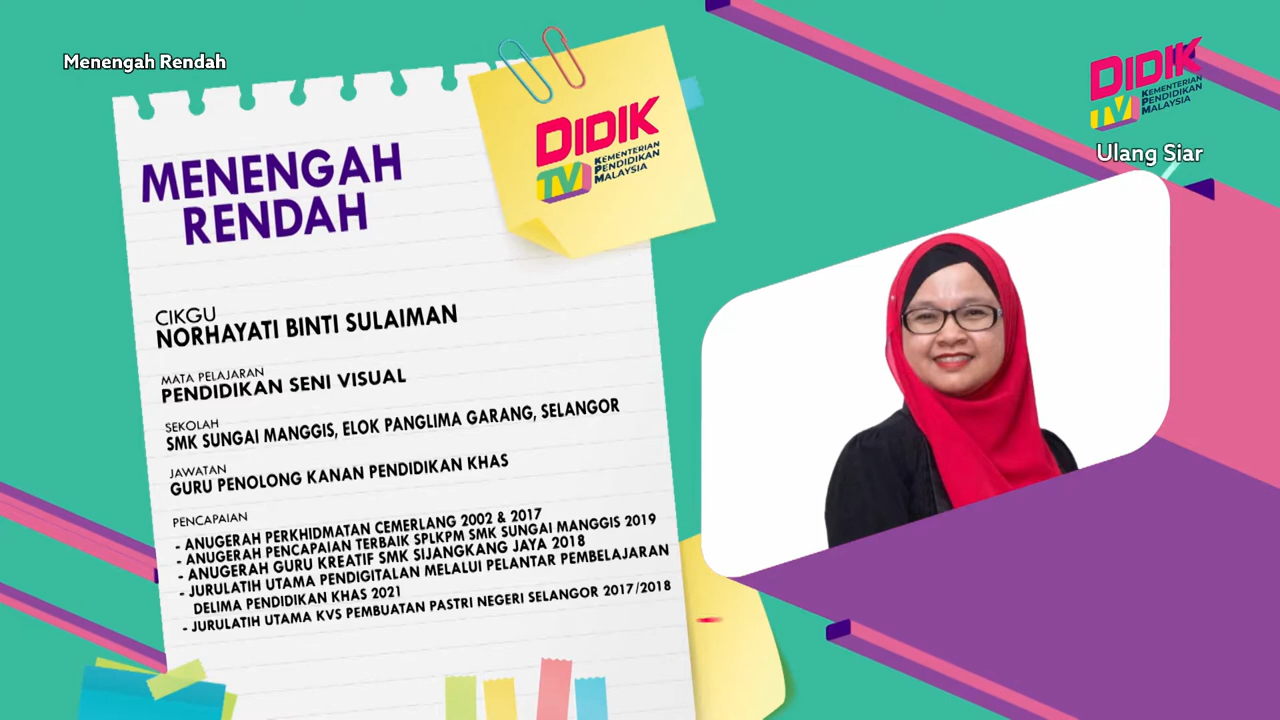 Menengah Rendah
MENENGAH
RENDAH
DIDIK
TV
KEMENTERIAN
PENDIDIKAN
MALAYSIA
DIDIK
TV
KEMENTERIAN
PENDIDIKAN
MALAYSIA
Ulang Siar
CIKGU
NORHAYATI BINTI SULAIMAN
MATA PELAJARAN
PENDIDIKAN SENI VISUAL
SEKOLAH
SMK SUNGAI MANGGIS, ELOK PANGLIMA GARANG, SELANGOR
JAWATAN
GURU PENOLONG KANAN PENDIDIKAN KHAS
PENCAPAIAN
- ANUGERAH PERKHIDMATAN CEMERLANG 2002 & 2017
- ANUGERAH PENCAPAIAN TERBAIK SPLKPM SMK SUNGAI MANGGIS 2019
- ANUGERAH GURU KREATIF SMK SIJANGKANG JAYA 2018
- JURULATIH UTAMA PENDIGITALAN MELALUI PELANTAR PEMBELAJARAN
DELIMA PENDIDIKAN KHAS 2021
- JURULATIH UTAMA KVS PEMBUATAN PASTRI NEGERI SELANGOR 2017/2018